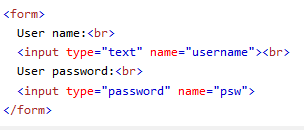 <form>
User name:<br>
<input type="text" name="username"><br>
User password:<br>
<input type="password" name="psw">
</form>